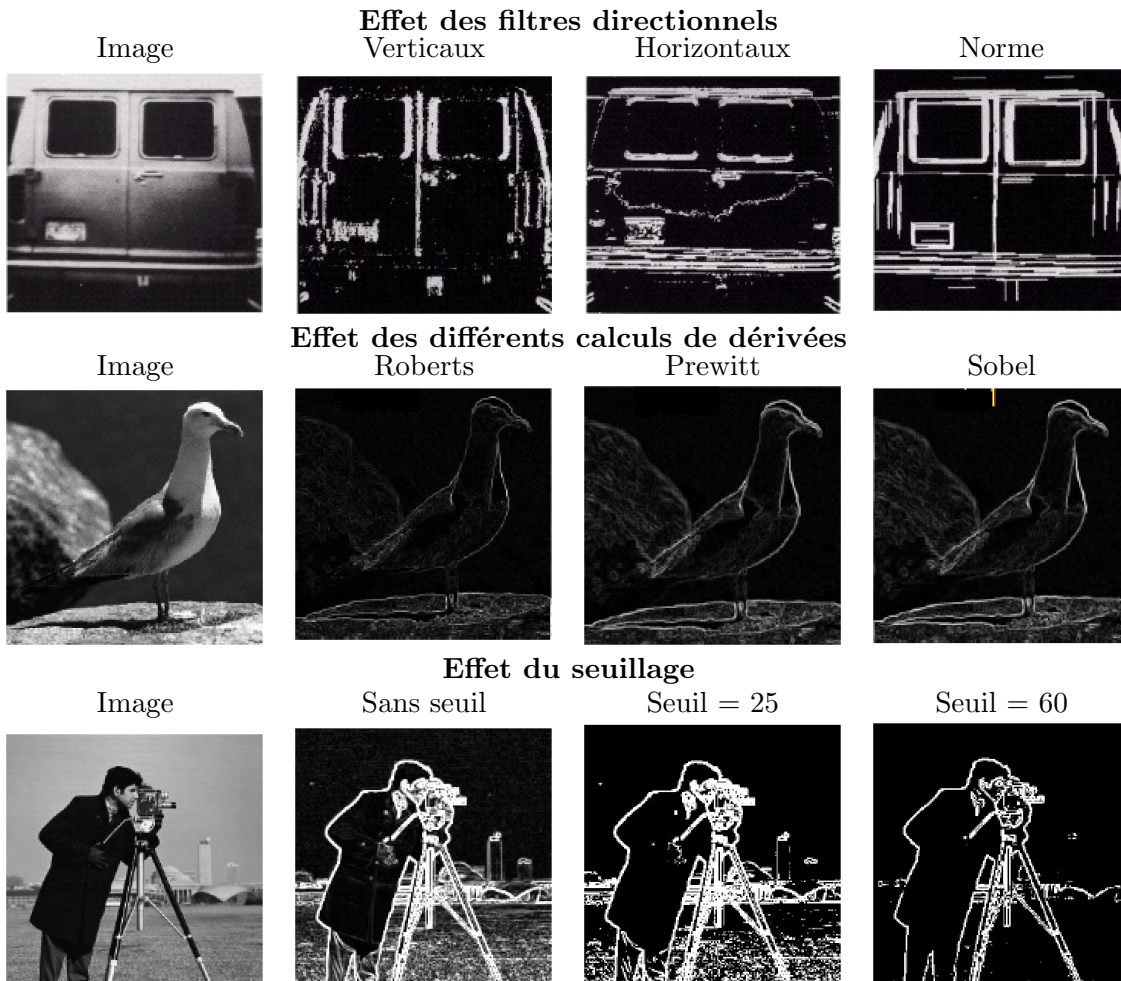 Effet des filtres directionnels
Image Verticaux Horizontaux Norme
Effet des différents calculs de dérivées
Image Roberts Prewitt Sobel
Effet du seuillage
Image Sans seuil Seuil = 25 Seuil = 60